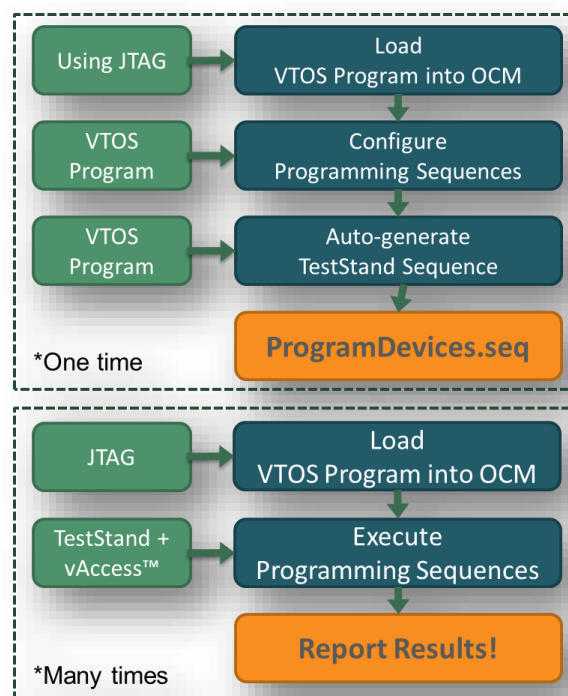 Using JTAG
Load
VTOS Program into OCM
VTOS
Program
Configure
Programming Sequences
VTOS
Program
Auto-generate
TestStand Sequence
ProgramDevices.seq
*One time
JTAG
Load
VTOS Program into OCM
TestStand +
vAccess™
Execute
Programming Sequences
Report Results!
*Many times